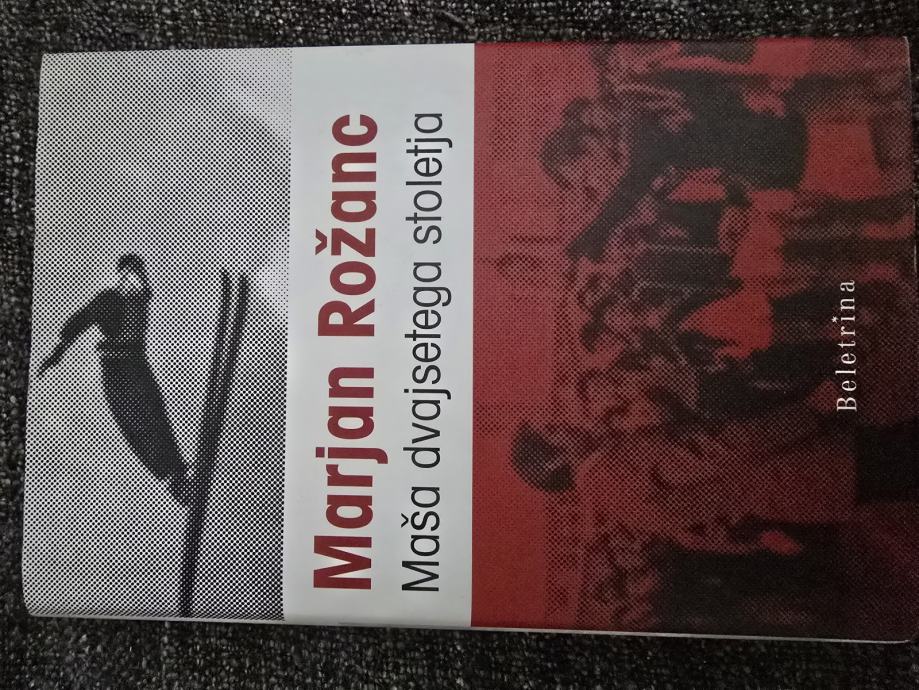 Marjan Rožanc
Maša dvajsetega stoletja
Beletrina